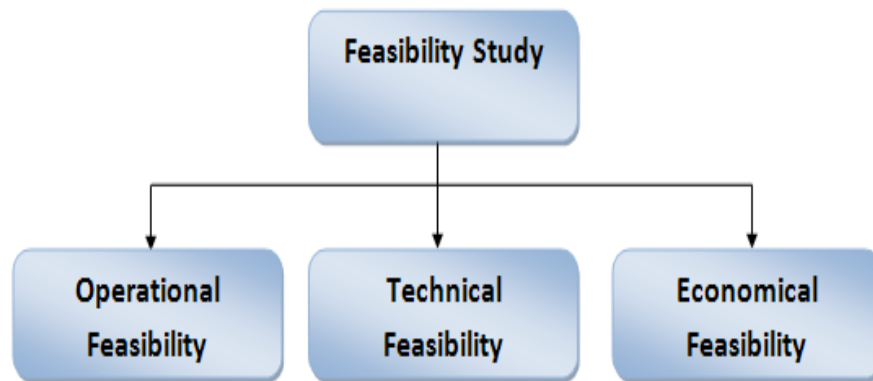 Feasibility Study
Operational
Feasibility
Technical
Feasibility
Economical
Feasibility